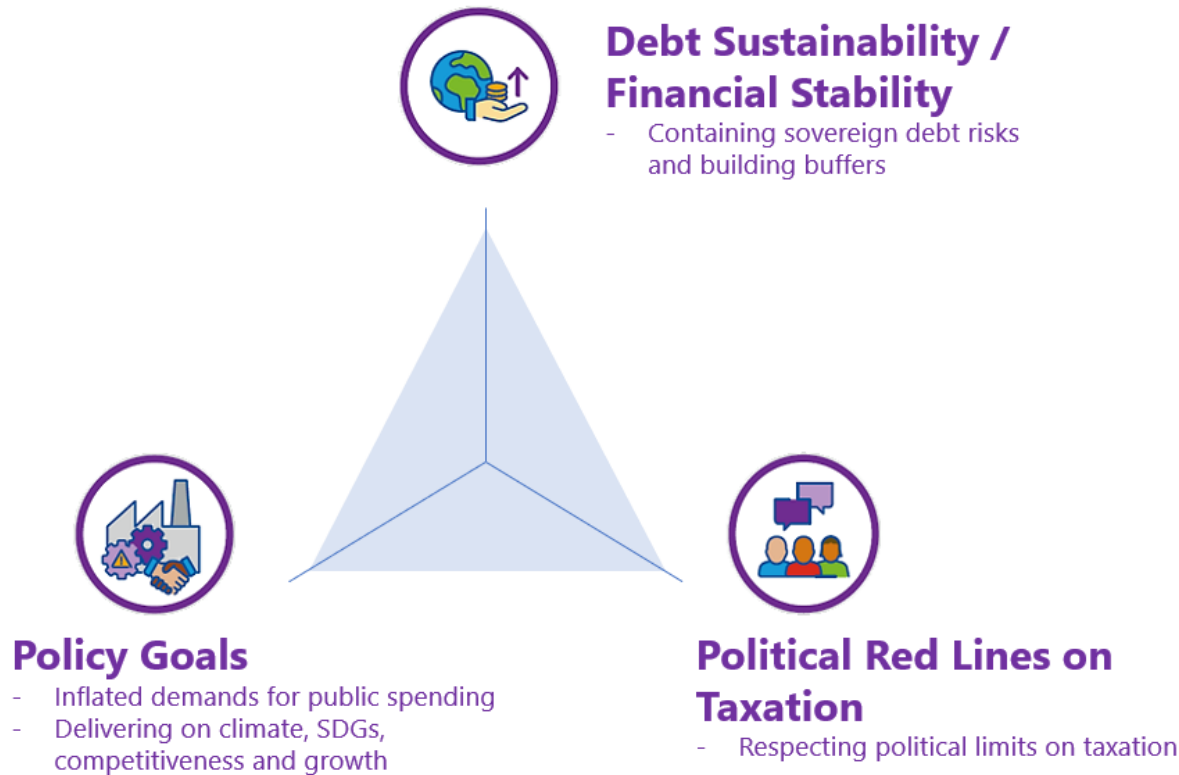 Debt Sustainability /
Financial Stability
- Containing sovereign debt risks
and building buffers
Policy Goals
- Inflated demands for public spending
- Delivering on climate, SDGs,
competitiveness and growth
Political Red Lines on
Taxation
- Respecting political limits on taxation